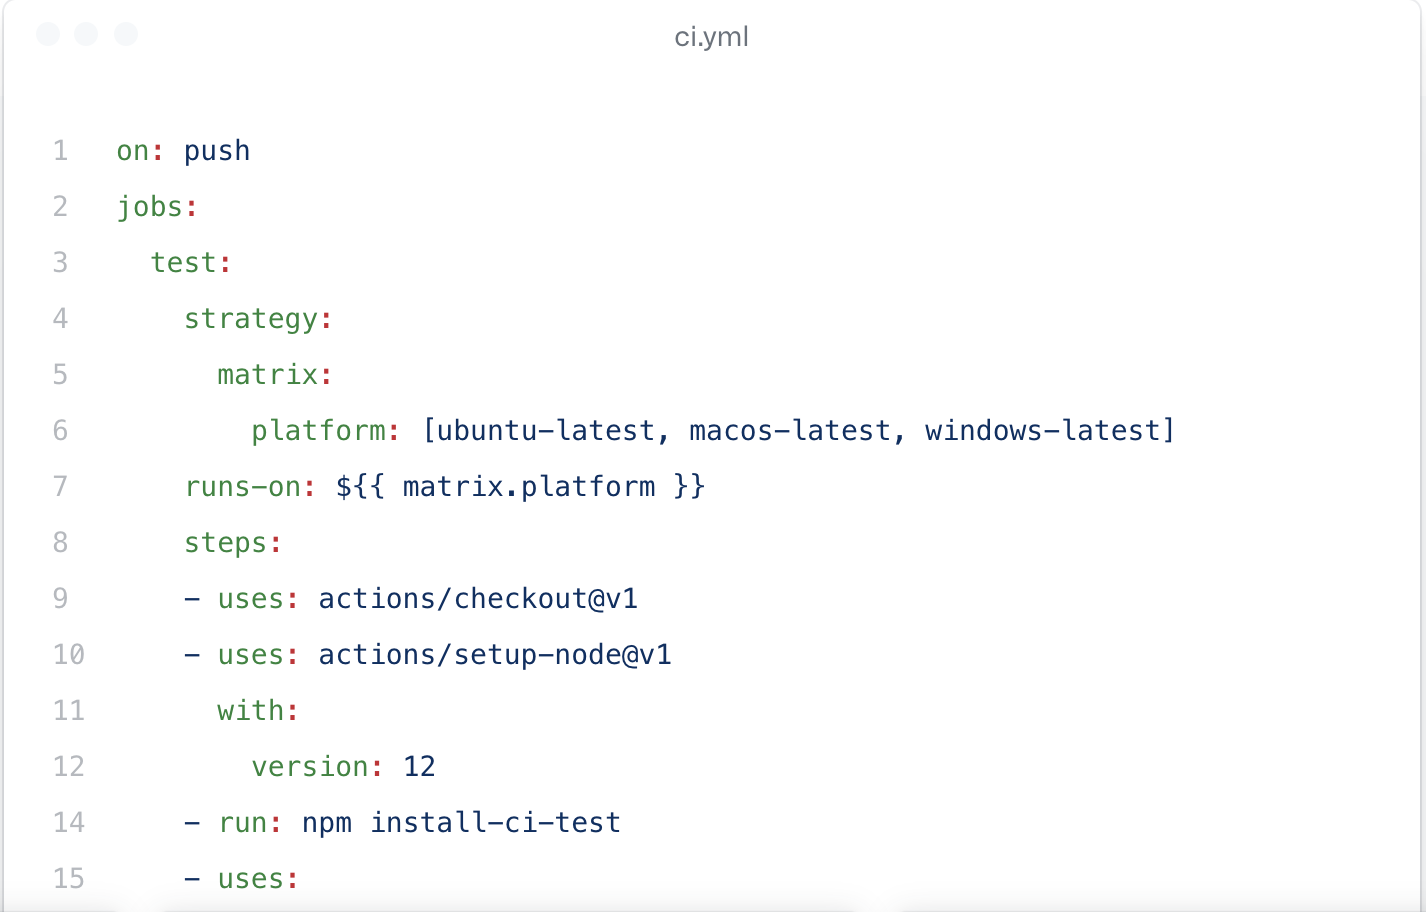 ci.yml
1 on: push
2 jobs:
3   test:
4     strategy:
5       matrix:
6         platform: [ubuntu-latest, macos-latest, windows-latest]
7     runs-on: ${{ matrix.platform }}
8     steps:
9     - uses: actions/checkout@v1
10     - uses: actions/setup-node@v1
11       with:
12         version: 12
14     - run: npm install-ci-test
15     - uses: